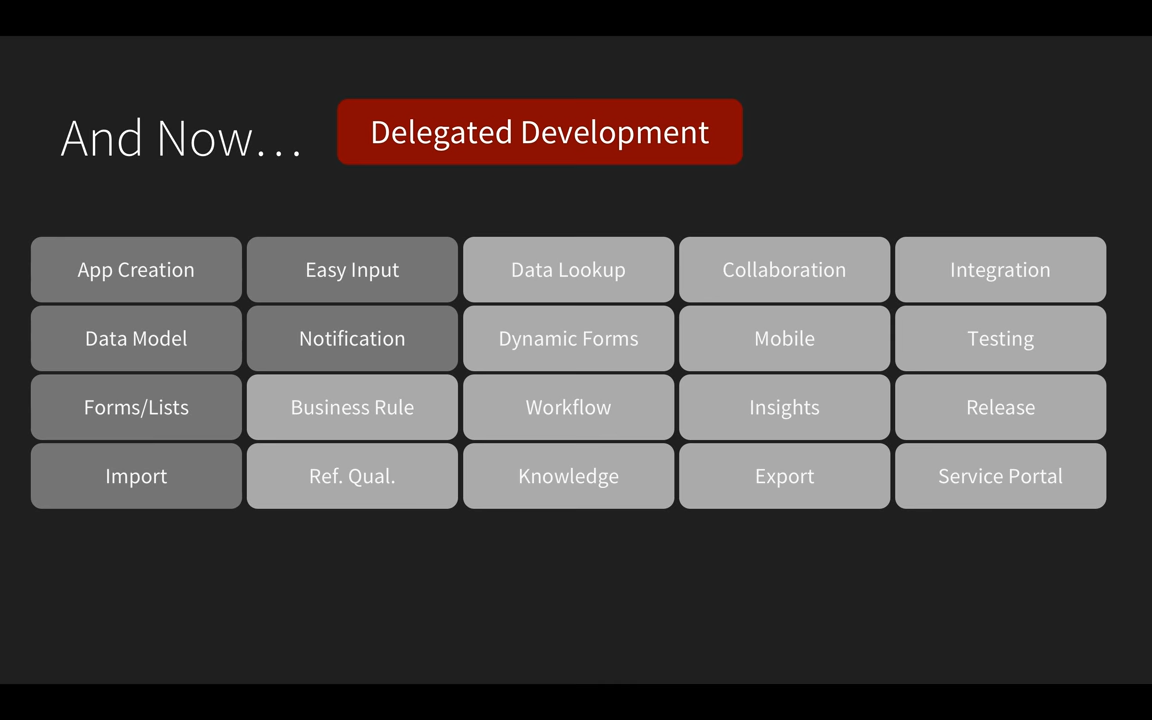 And Now…
Delegated Development
App Creation
Easy Input
Data Lookup
Collaboration
Integration
Data Model
Notification
Dynamic Forms
Mobile
Testing
Forms/Lists
Business Rule
Workflow
Insights
Release
Import
Ref. Qual.
Knowledge
Export
Service Portal